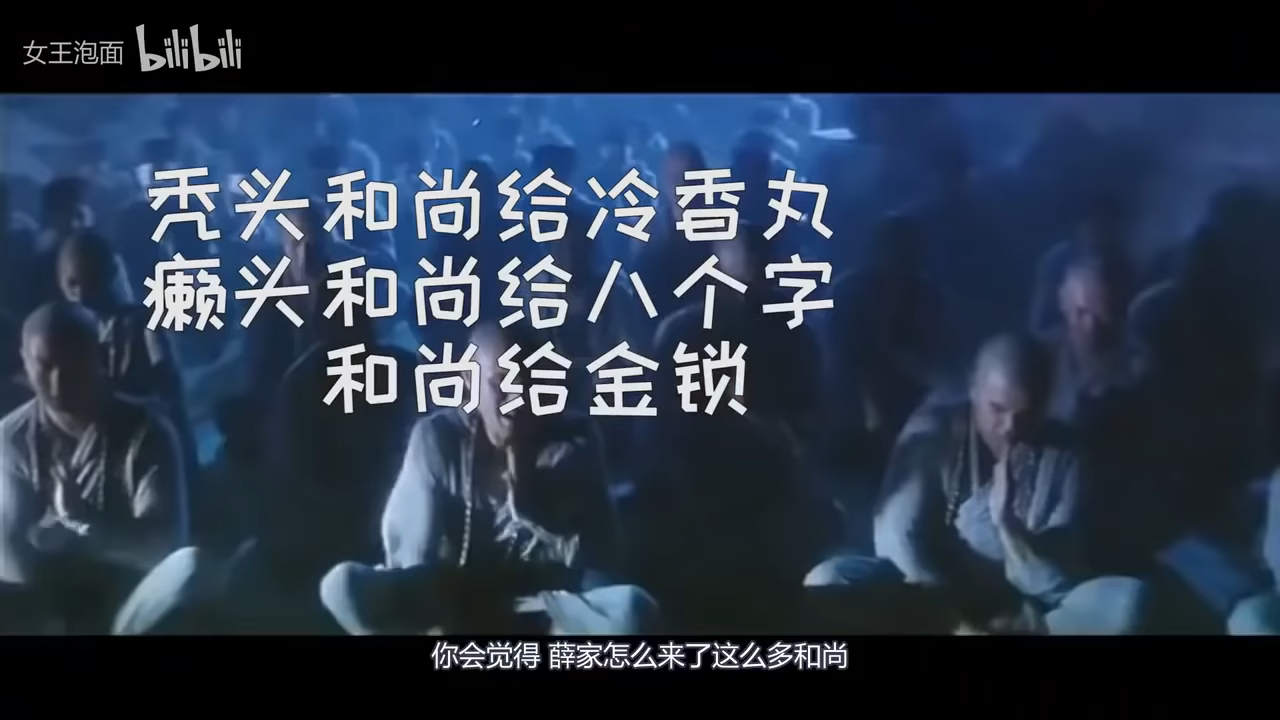 女王泡面 bilibili
秃头和尚给冷香丸
癞头和尚给八个字
和尚给金锁
你会觉得 薛家怎么来了这么多和尚